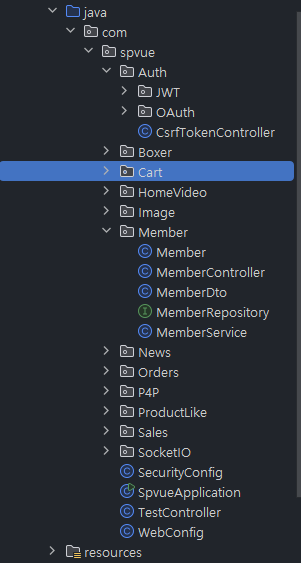 java
com
spvue
Auth
JWT
OAuth
CsrfTokenController
Boxer
Cart
HomeVideo
Image
Member
Member
MemberController
MemberDto
MemberRepository
MemberService
News
Orders
P4P
ProductLike
Sales
SocketIO
SecurityConfig
SpvueApplication
TestController
WebConfig
resources